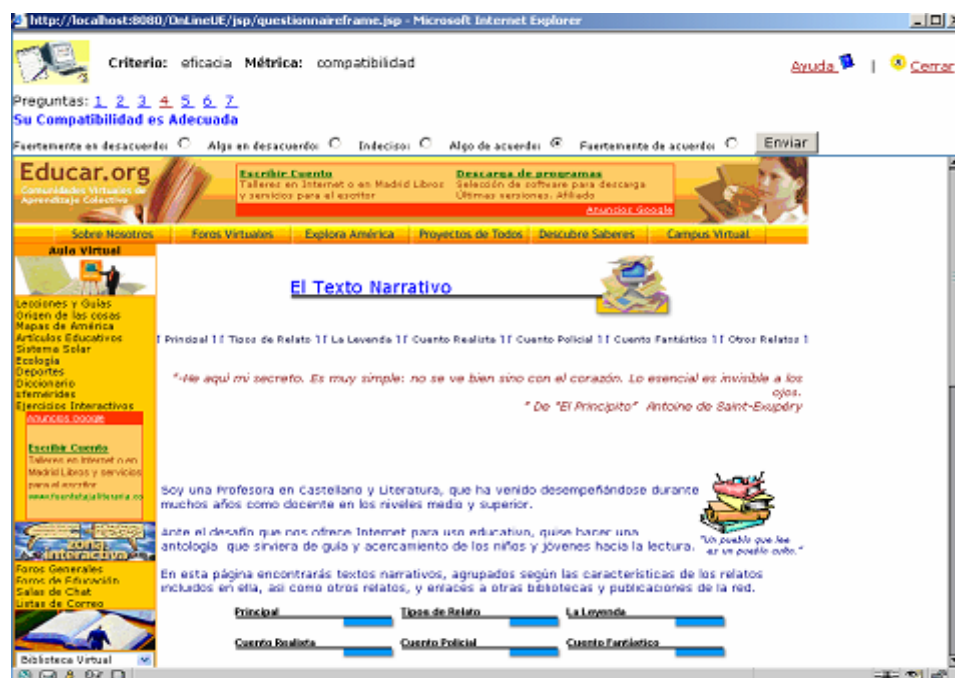 http://localhost:8080/OnLineUE/jsp/questionnaireframe.jsp - Microsoft Internet Explorer
Criterio: eficacia Métrica: compatibilidad
Ayuda | Cerrar
Preguntas: 1 2 3 4 5 6 7
Su Compatibilidad es Adecuada
Fuertemente en desacuerdo: Algo en desacuerdo: Indeciso: Algo de acuerdo: Fuertemente de acuerdo: Enviar
Educar.org
Comunidades Virtuales de
Aprendizaje Colectivo
Escribir Cuento
Talleres en Internet o en Madrid Libros
y servicios para el escritor
Descarga de programas
Selección de software para descarga
Últimas versiones. Afiliado
Anuncios Google
Sobre Nosotros Foros Virtuales Explora América Proyectos de Todos Descubre Saberes Campus Virtual
Aula Virtual
Lecciones y Guías
Origen de las cosas
Mapas de América
Artículos Educativos
Sistema Solar
Ecología
Deportes
Diccionario
efemérides
Ejercicios Interactivos
Anuncios Google
Escribir Cuento
Talleres en Internet o en
Madrid Libros y servicios
para el escritor
Zona
Interactiva
Foros Generales
Foros de Educación
Salas de Chat
Listas de Correo
Biblioteca Virtual
El Texto Narrativo
[ Principal ] [ Tipos de Relato ] [ La Leyenda ] [ Cuento Realista ] [ Cuento Policial ] [ Cuento Fantástico ] [ Otros Relatos ]
"-He aquí mi secreto. Es muy simple: no se ve bien sino con el corazón. Lo esencial es invisible a los
ojos.
" De "El Principito" Antoine de Saint-Exupéry
Soy una Profesora en Castellano y Literatura, que ha venido desempeñándose durante
muchos años como docente en los niveles medio y superior.
Ante el desafío que nos ofrece Internet para uso educativo, quise hacer una
antología que sirviera de guía y acercamiento de los niños y jóvenes hacia la lectura.
"Un pueblo que lee
es un pueblo culto."
En esta página encontrarás textos narrativos, agrupados según las características de los relatos
incluidos en ella, así como otros relatos, y enlaces a otras bibliotecas y publicaciones de la red.
Principal Tipos de Relato La Leyenda
Cuento Realista Cuento Policial Cuento Fantástico